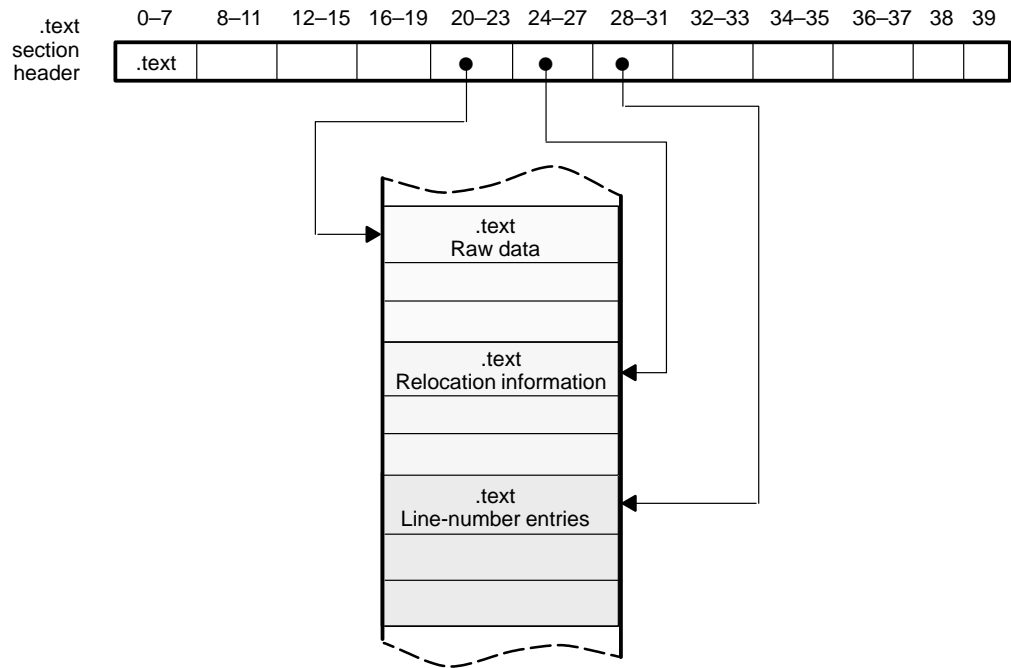 .text
section
header
0–7 8–11 12–15 16–19 20–23 24–27 28–31 32–33 34–35 36–37 38 39
.text
.text
Raw data
.text
Relocation information
.text
Line-number entries